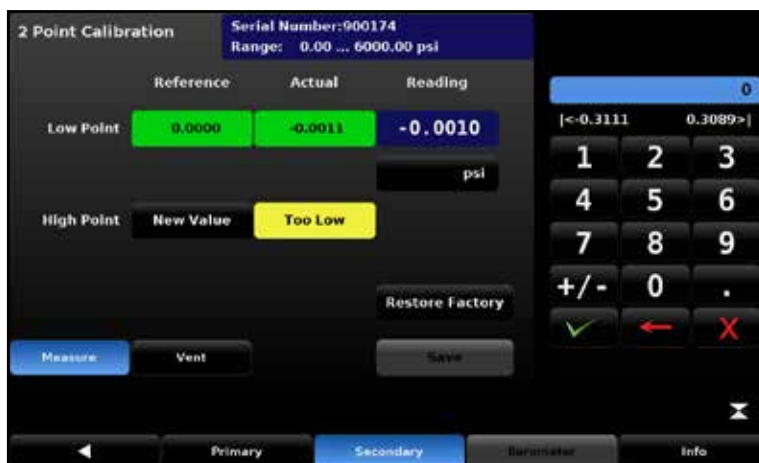 2 Point Calibration
Serial Number:900174
Range: 0.00 ... 6000.00 psi
Reference Actual Reading
Low Point 0.0000 -0.0011 -0.0010
psi
High Point New Value Too Low
Restore Factory
Measure Vent Save
0
|<-0.3111 0.3089>|
1 2 3
4 5 6
7 8 9
+/- 0 .
X
Primary Secondary Barometer Info